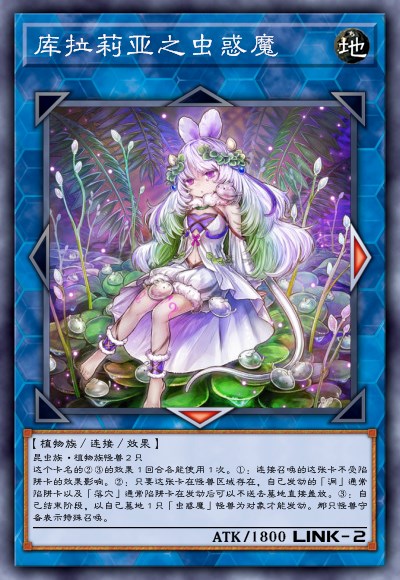 库拉莉亚之虫惑魔
地
【植物族／连接／效果】
昆虫族·植物族怪兽2只
这个卡名的②③的效果1回合各能使用1次。①：连接召唤的这张卡不受陷
阱卡的效果影响。②：只要这张卡在怪兽区域存在，自己发动的「洞」通常
陷阱卡以及「落穴」通常陷阱卡在发动后可以不送去墓地直接盖放。③：自
己结束阶段，以自己墓地1只「虫惑魔」怪兽为对象才能发动。那只怪兽守
备表示特殊召唤。
ATK/1800 LINK-2